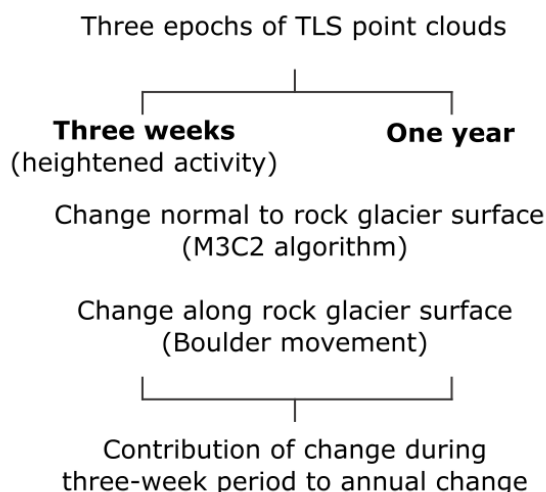 Three epochs of TLS point clouds
Three weeks
(heightened activity)
One year
Change normal to rock glacier surface
(M3C2 algorithm)
Change along rock glacier surface
(Boulder movement)
Contribution of change during
three-week period to annual change